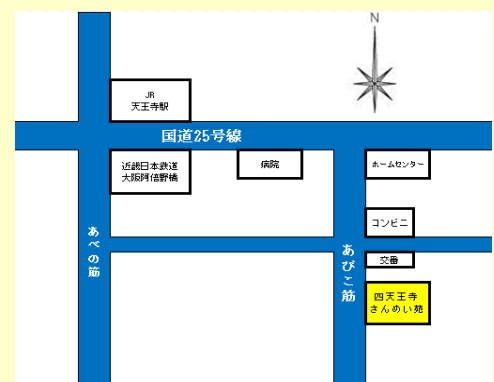 N
JR
天王寺駅
国道25号線
近畿日本鉄道
大阪阿倍野橋
病院
ホームセンター
コンビニ
あべの筋
あびこ筋
交番
四天王寺
きんめい苑